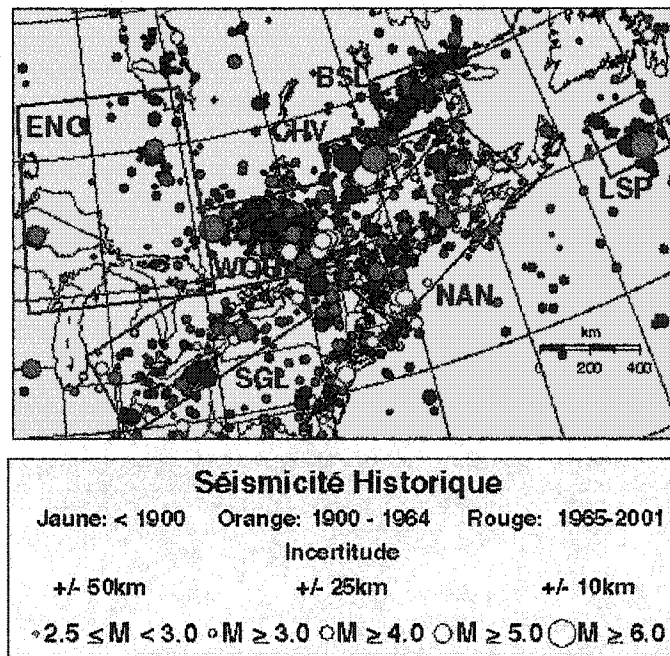 BSL
ENO
CHV
LSP
WQU
NAN
km
SGL
0 200 400
Séismicité Historique
Jaune: < 1900 Orange: 1900 - 1964 Rouge: 1965-2001
Incertitude
+/- 50km +/- 25km +/- 10km
2.5 ≤ M < 3.0 M ≥ 3.0 M ≥ 4.0 M ≥ 5.0 M ≥ 6.0